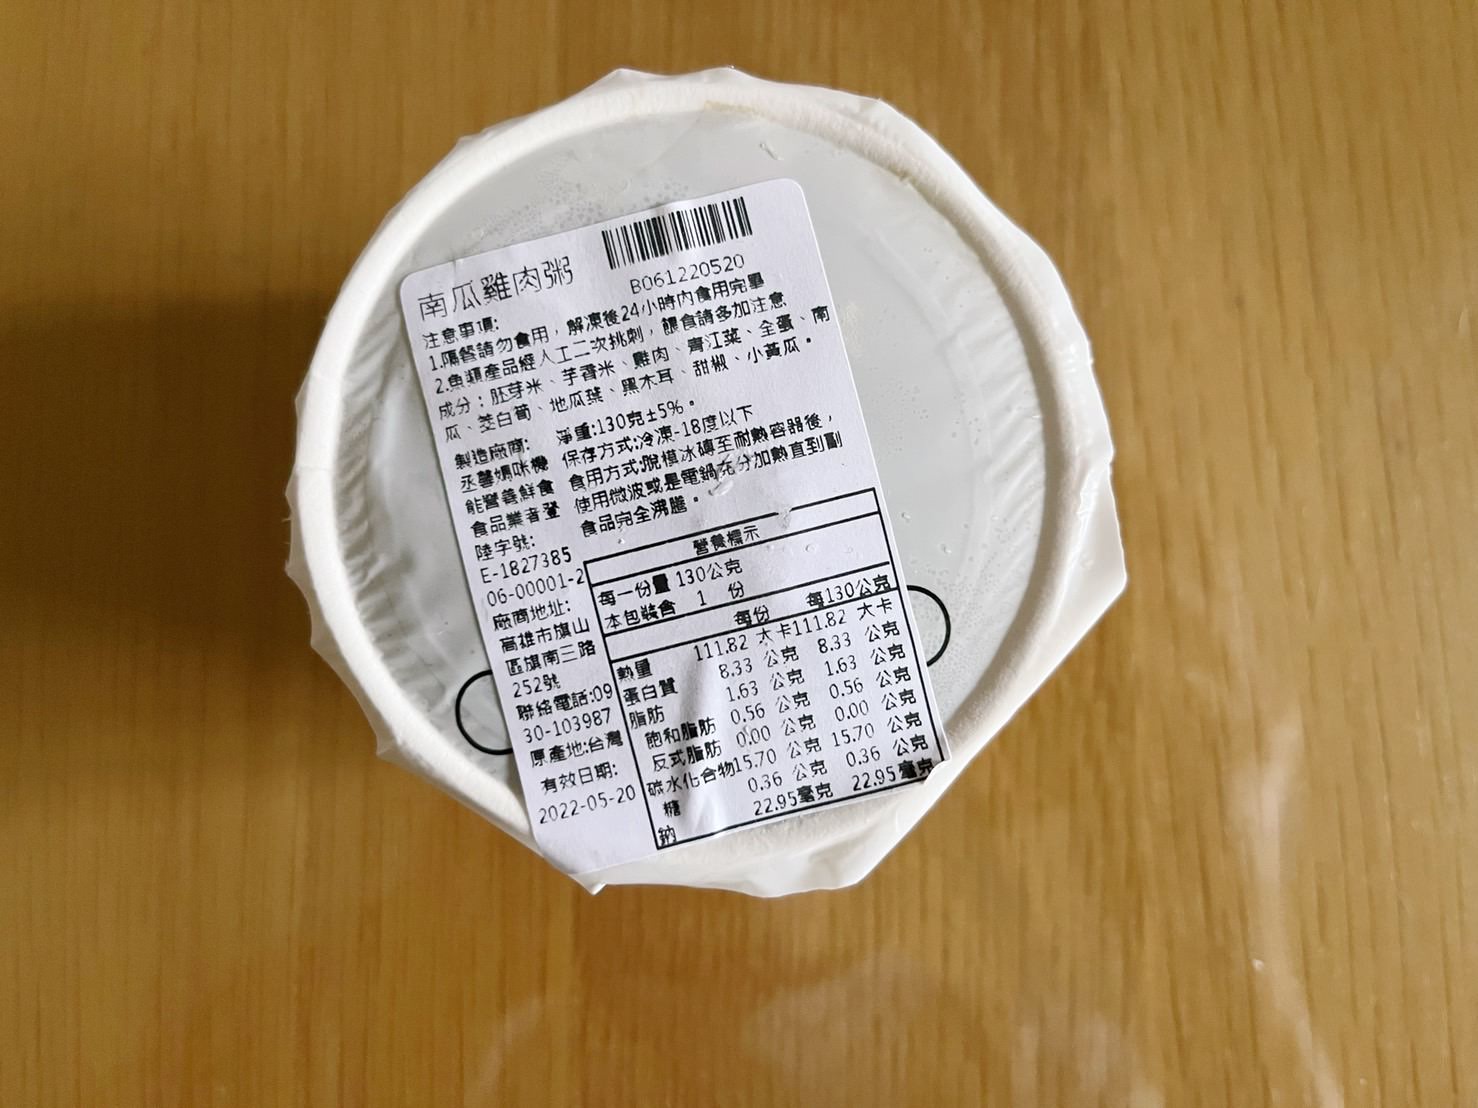 南瓜雞肉粥
B061220520
注意事項:
1.隔餐請勿食用，解凍後24小時內食用完畢
2.魚類產品經人工二次挑刺，餵食請多加注意
成分：胚芽米、芋香米、雞肉、青江菜、全蛋、南
瓜、茭白筍、地瓜葉、黑木耳、甜椒、小黃瓜。
製造廠商:
丞馨媽咪機
能營養鮮食
食品業者登
陸字號:
E-1827385
06-00001-2
廠商地址:
高雄市旗山
區旗南三路
252號
聯絡電話:09
30-103987
原產地:台灣
有效日期:
2022-05-20
淨重:130克±5%。
保存方式:冷凍-18度以下
食用方式:脫模冰磚至耐熱容器後，
使用微波或是電鍋充分加熱直到副
食品完全沸騰。
營養標示
每一份量 130公克
本包裝含 1 份
每份 每130公克
熱量 111.82 大卡 111.82 大卡
蛋白質 8.33 公克 8.33 公克
脂肪 1.63 公克 1.63 公克
飽和脂肪 0.56 公克 0.56 公克
反式脂肪 0.00 公克 0.00 公克
碳水化合物 15.70 公克 15.70 公克
糖 0.36 公克 0.36 公克
鈉 22.95毫克 22.95毫克